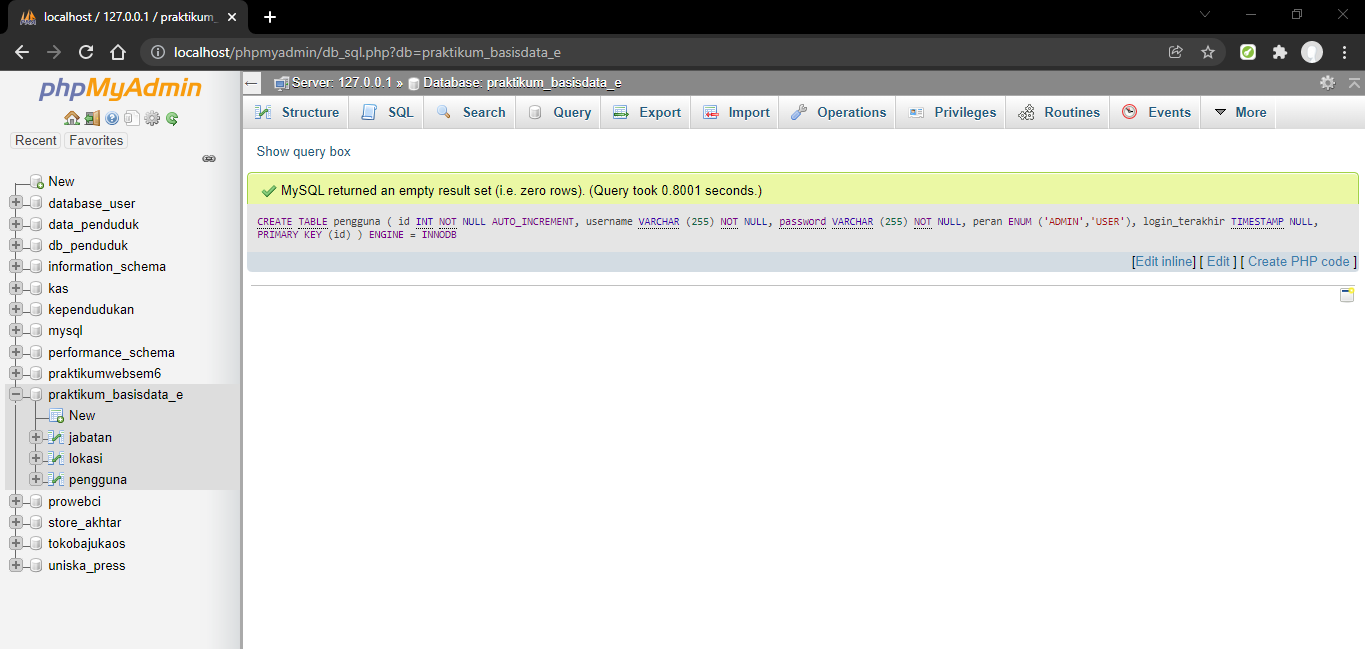 localhost / 127.0.0.1 / praktikum_
localhost/phpmyadmin/db_sql.php?db=praktikum_basisdata_e
phpMyAdmin
Recent Favorites
New
database_user
data_penduduk
db_penduduk
information_schema
kas
kependudukan
mysql
performance_schema
praktikumwebsem6
praktikum_basisdata_e
New
jabatan
lokasi
pengguna
prowebci
store_akhtar
tokobajukaos
uniska_press
Server: 127.0.0.1 » Database: praktikum_basisdata_e
Structure SQL Search Query Export Import Operations Privileges Routines Events More
Show query box
MySQL returned an empty result set (i.e. zero rows). (Query took 0.8001 seconds.)
CREATE TABLE pengguna ( id INT NOT NULL AUTO_INCREMENT, username VARCHAR (255) NOT NULL, password VARCHAR (255) NOT NULL, peran ENUM ('ADMIN','USER'), login_terakhir TIMESTAMP NULL,
PRIMARY KEY (id) ) ENGINE = INNODB
[Edit inline] [ Edit ] [ Create PHP code ]